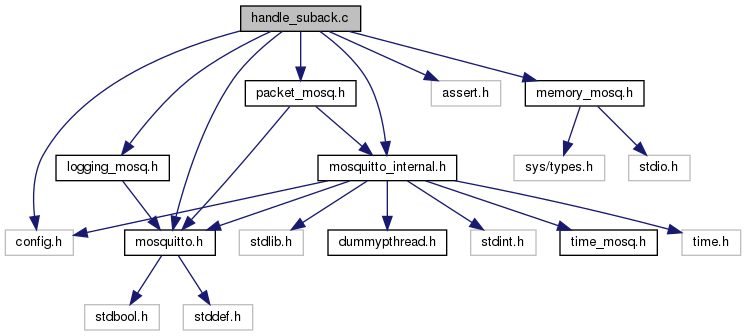 handle_suback.c
packet_mosq.h
assert.h
memory_mosq.h
logging_mosq.h
mosquitto_internal.h
sys/types.h
stdio.h
config.h
mosquitto.h
stdlib.h
dummypthread.h
stdint.h
time_mosq.h
time.h
stdbool.h
stddef.h